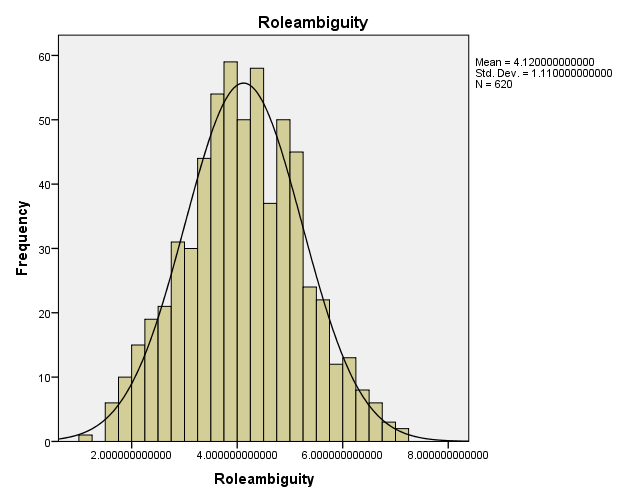 Roleambiguity
Mean = 4.120000000000
Std. Dev. = 1.110000000000
N = 620
Frequency
60
50
40
30
20
10
0
2.000000000000 4.000000000000 6.000000000000 8.000000000000
Roleambiguity